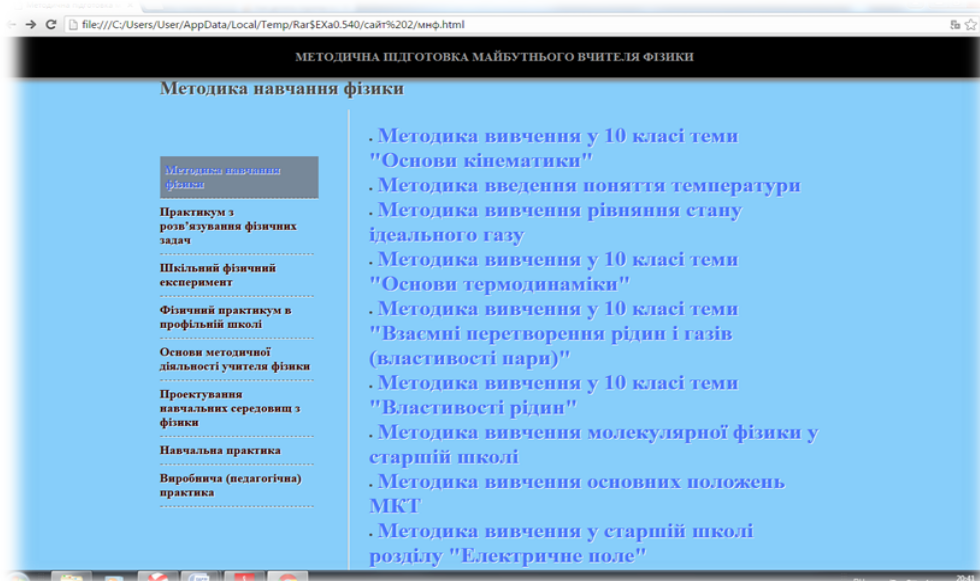 file:///C:/Users/User/AppData/Local/Temp/Rar$EXa0.540/сайт%202/мнф.html
МЕТОДИЧНА ПІДГОТОВКА МАЙБУТНЬОГО ВЧИТЕЛЯ ФІЗИКИ
Методика навчання фізики
Методика навчання
фізики
Практикум з
розв’язування фізичних
задач
Шкільний фізичний
експеримент
Фізичний практикум в
профільній школі
Основи методичної
діяльності учителя фізики
Проектування
навчальних середовищ з
фізики
Навчальна практика
Виробнича (педагогічна)
практика
Методика вивчення у 10 класі теми
"Основи кінематики"
Методика введення поняття температури
Методика вивчення рівняння стану
ідеального газу
Методика вивчення у 10 класі теми
"Основи термодинаміки"
Методика вивчення у 10 класі теми
"Взаємні перетворення рідин і газів
(властивості пари)"
Методика вивчення у 10 класі теми
"Властивості рідин"
Методика вивчення молекулярної фізики у
старшій школі
Методика вивчення основних положень
МКТ
Методика вивчення у старшій школі
розділу "Електричне поле"